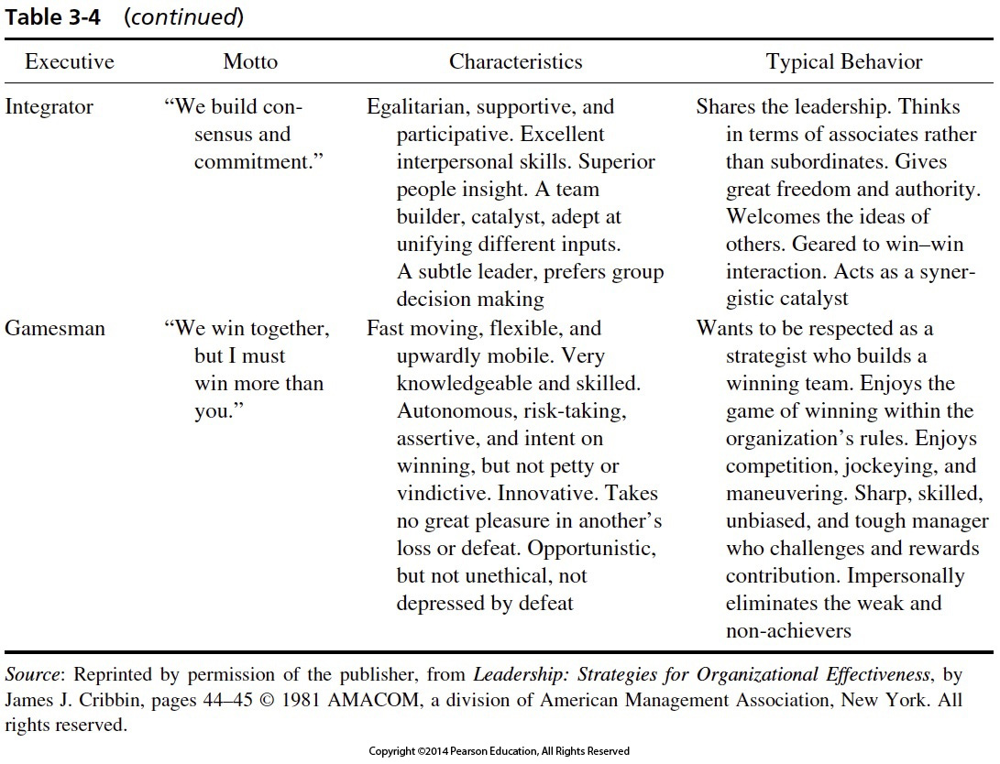 Table 3-4 (continued)
Executive Motto Characteristics Typical Behavior
Integrator
“We build con-
sensus and
commitment.”
Egalitarian, supportive, and
participative. Excellent
interpersonal skills. Superior
people insight. A team
builder, catalyst, adept at
unifying different inputs.
A subtle leader, prefers group
decision making
Shares the leadership. Thinks
in terms of associates rather
than subordinates. Gives
great freedom and authority.
Welcomes the ideas of
others. Geared to win–win
interaction. Acts as a syner-
gistic catalyst
Gamesman
“We win together,
but I must
win more than
you.”
Fast moving, flexible, and
upwardly mobile. Very
knowledgeable and skilled.
Autonomous, risk-taking,
assertive, and intent on
winning, but not petty or
vindictive. Innovative. Takes
no great pleasure in another’s
loss or defeat. Opportunistic,
but not unethical, not
depressed by defeat
Wants to be respected as a
strategist who builds a
winning team. Enjoys the
game of winning within the
organization’s rules. Enjoys
competition, jockeying, and
maneuvering. Sharp, skilled,
unbiased, and tough manager
who challenges and rewards
contribution. Impersonally
eliminates the weak and
non-achievers
Source: Reprinted by permission of the publisher, from Leadership: Strategies for Organizational Effectiveness, by
James J. Cribbin, pages 44–45 © 1981 AMACOM, a division of American Management Association, New York. All
rights reserved.
Copyright ©2014 Pearson Education, All Rights Reserved